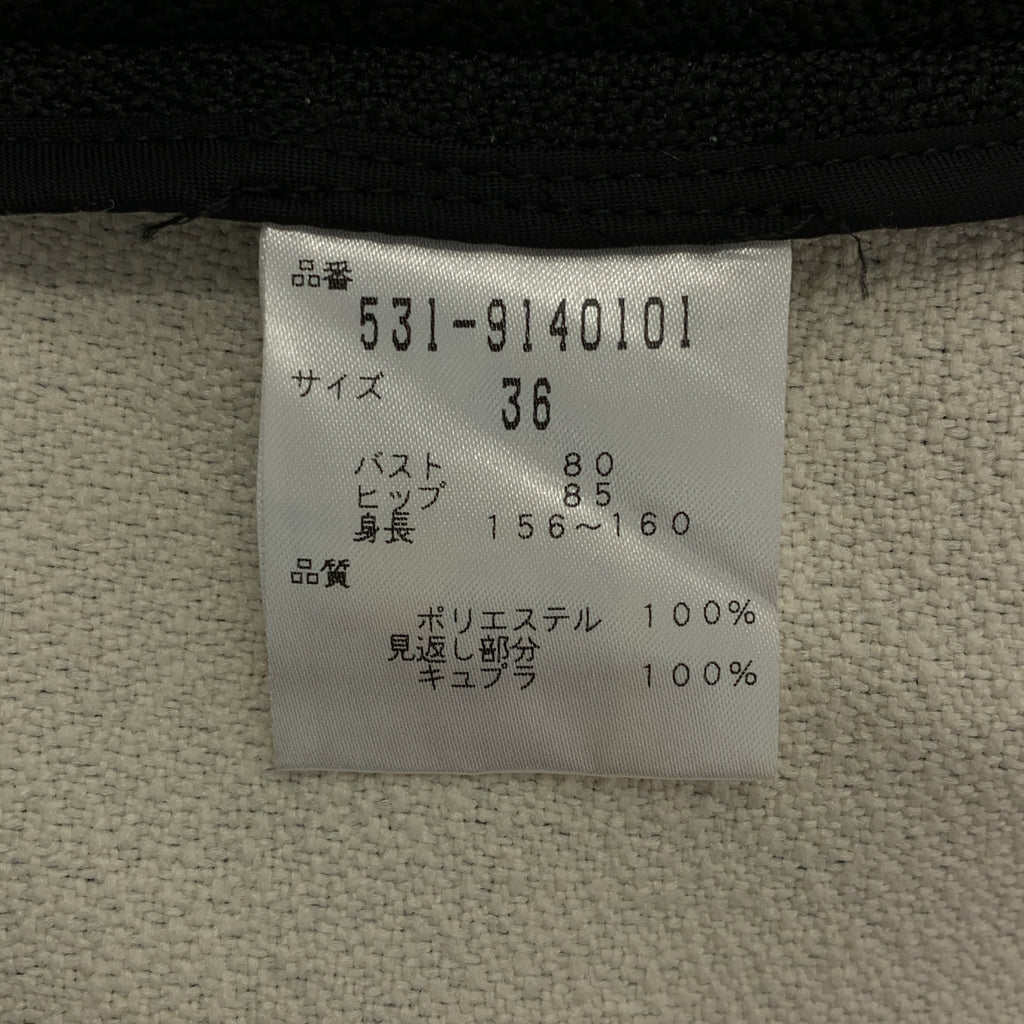 品番
531-9140101
サイズ 36
バスト 80
ヒップ 85
身長 156～160
品質
ポリエステル 100%
見返し部分
キュプラ 100%